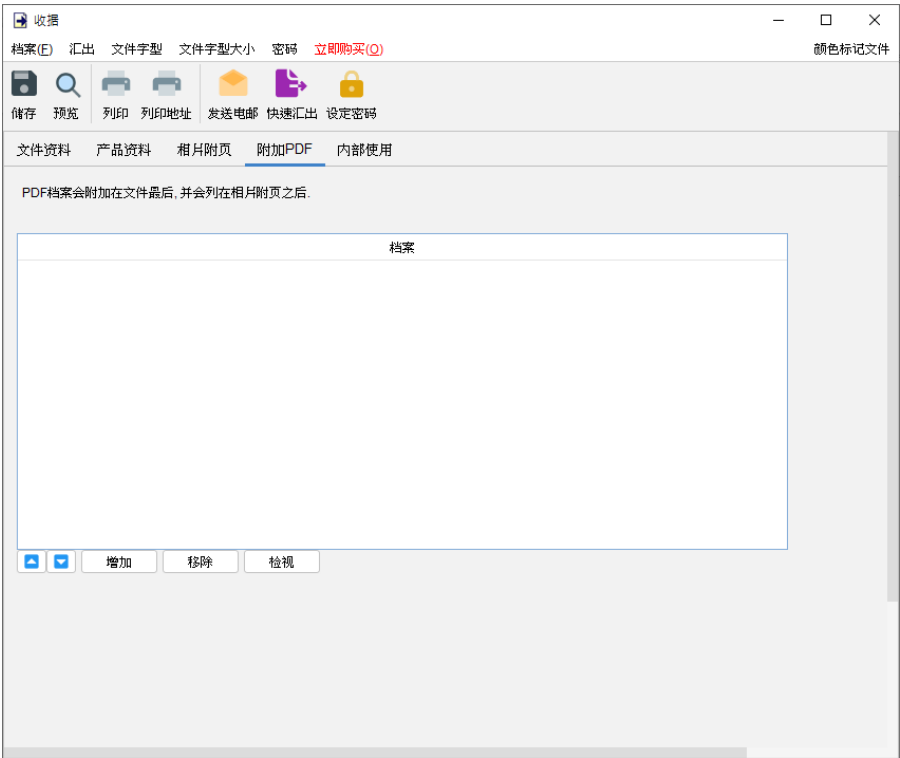 收据
档案(F) 汇出 文件字型 文件字型大小 密码 立即购买(O) 颜色标记文件
储存 预览 列印 列印地址 发送电邮 快速汇出 设定密码
文件资料 产品资料 相片附页 附加PDF 内部使用
PDF档案会附加在文件最后, 并会列在相片附页之后.
档案
增加 移除 检视